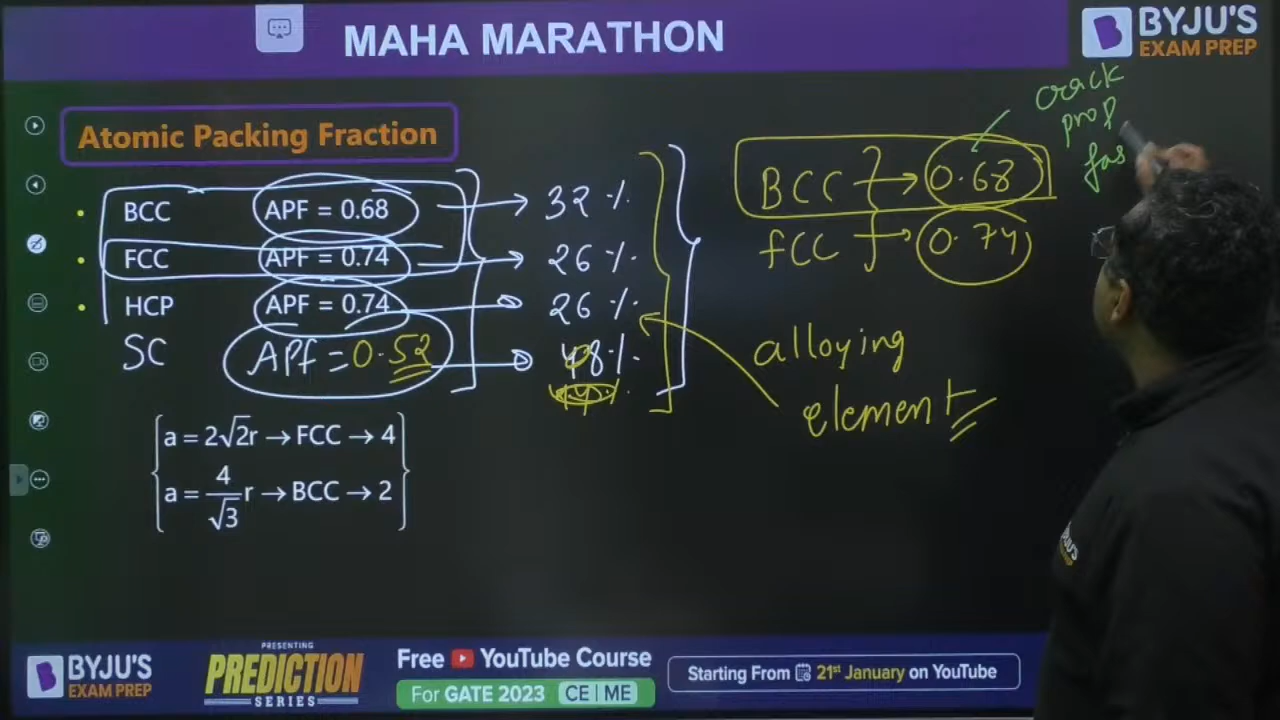 MAHA MARATHON
BYJU'S
EXAM PREP
Atomic Packing Fraction
BCC APF = 0.68 → 32 %
FCC APF = 0.74 → 26 %
HCP APF = 0.74 → 26 %
SC APf = 0.52 → 48 %
BCC → 0.68
fCC → 0.74
crack
prop
fas
alloying
element
a = 2√2r → FCC → 4
a = 4/√3 r → BCC → 2
BYJU'S
EXAM PREP
PRESENTING
PREDICTION
SERIES
Free YouTube Course
For GATE 2023 CE | ME
Starting From 21st January on YouTube